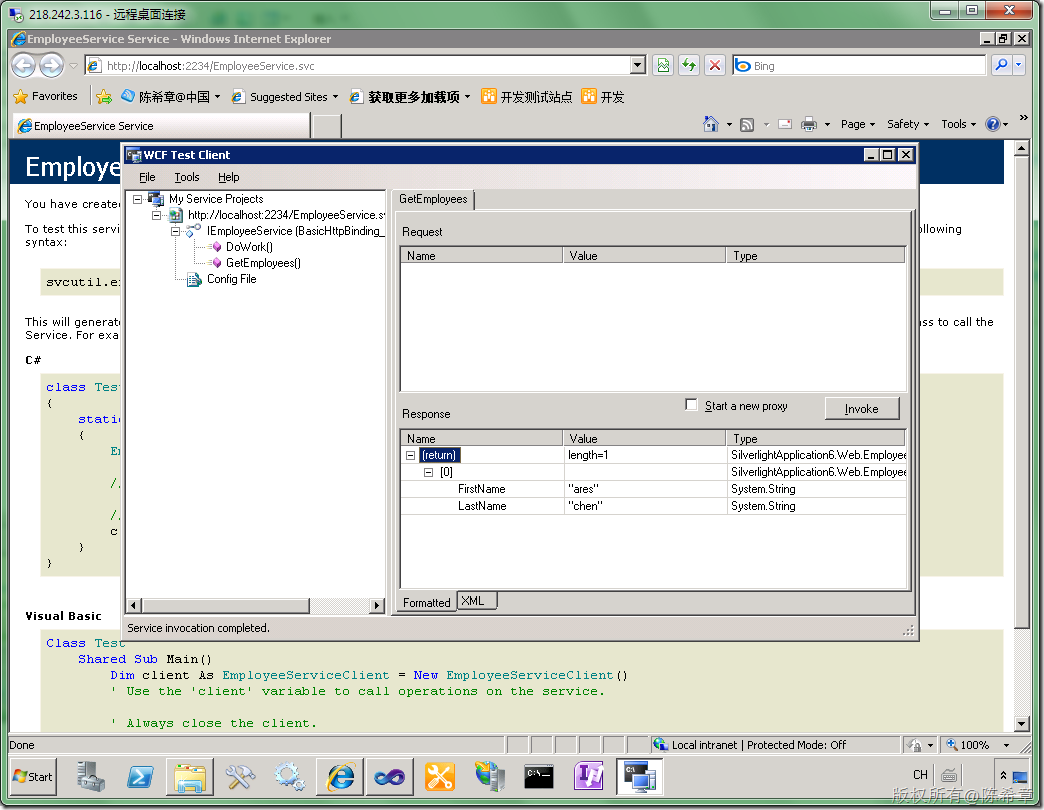 218.242.3.116 - 远程桌面连接
EmployeeService Service - Windows Internet Explorer
http://localhost:2234/EmployeeService.svc
Bing
Favorites
陈希章@中国
Suggested Sites
获取更多加载项
开发测试站点
开发
EmployeeService Service
Page
Safety
Tools
Employe
You have create
To test this servi
ollowing
syntax:
svcutil.e
This will generat
ss to call the
Service. For exa
C#
class Tes
{
stati
{
E
/
/
c
}
}
Visual Basic
Class Test
Shared Sub Main()
Dim client As EmployeeServiceClient = New EmployeeServiceClient()
' Use the 'client' variable to call operations on the service.
' Always close the client.
WCF Test Client
File Tools Help
My Service Projects
http://localhost:2234/EmployeeService.s
IEmployeeService (BasicHttpBinding_
DoWork()
GetEmployees()
Config File
GetEmployees
Request
Name Value Type
Response
Start a new proxy
Invoke
Name Value Type
(return) length=1 SilverlightApplication6.Web.Employee
[0] SilverlightApplication6.Web.Employee
FirstName "ares" System.String
LastName "chen" System.String
Formatted XML
Service invocation completed.
Done
Local intranet | Protected Mode: Off
100%
Start
CH
版权所有@陈希章